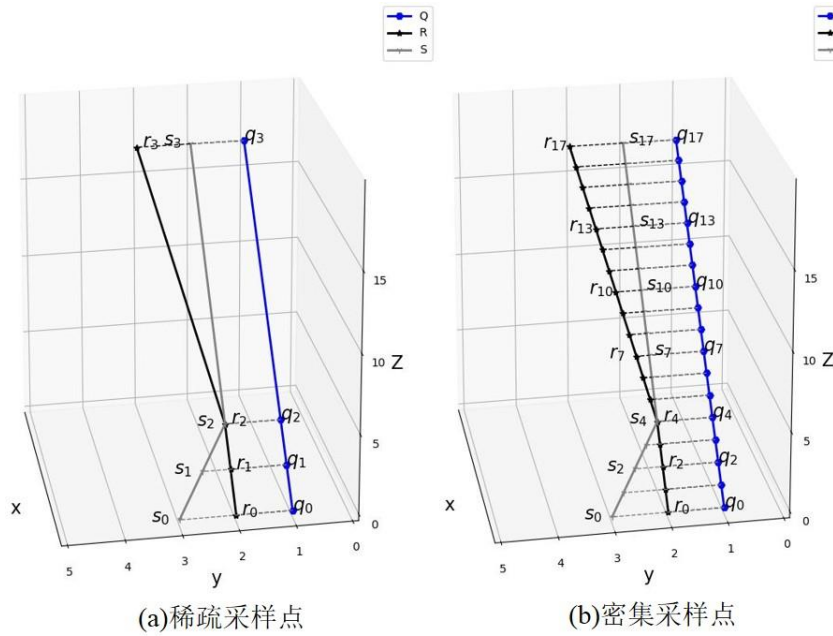 Q
R
S
r3 s3 q3
s2 r2 q2
s1 r1 q1
s0 r0 q0
15
10
5
0
Z
x
5 4 3 2 1 0
y
(a)稀疏采样点
r17 s17 q17
r13 s13 q13
r10 s10 q10
r7 s7 q7
s4 r4 q4
s2 r2 q2
s0 r0 q0
15
10
5
0
Z
x
5 4 3 2 1 0
y
(b)密集采样点